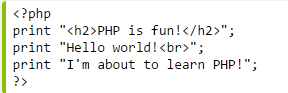 <?php
print "<h2>PHP is fun!</h2>";
print "Hello world!<br>";
print "I'm about to learn PHP!";
?>